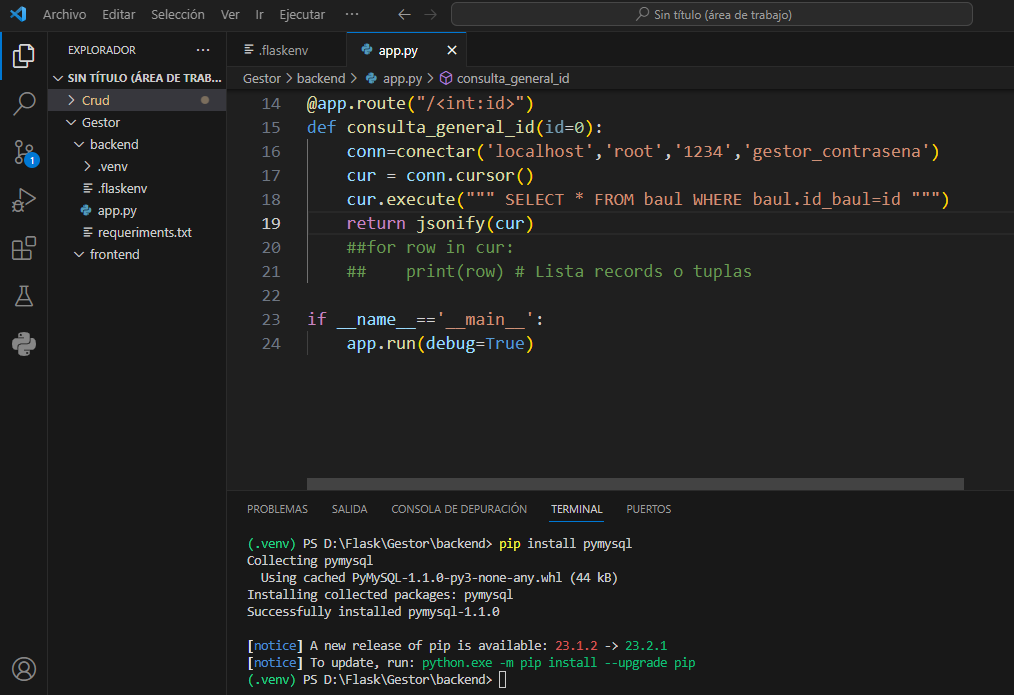 Archivo Editar Selección Ver Ir Ejecutar ··· Sin título (área de trabajo)
EXPLORADOR ···
SIN TÍTULO (ÁREA DE TRAB...
Crud
Gestor
backend
.venv
.flaskenv
app.py
requeriments.txt
frontend
1
.flaskenv app.py
Gestor > backend > app.py > consulta_general_id
14 @app.route("/<int:id>")
15 def consulta_general_id(id=0):
16     conn=conectar('localhost','root','1234','gestor_contrasena')
17     cur = conn.cursor()
18     cur.execute(""" SELECT * FROM baul WHERE baul.id_baul=id """)
19     return jsonify(cur)
20     ##for row in cur:
21     ##    print(row) # Lista records o tuplas
22
23 if __name__=='__main__':
24     app.run(debug=True)
PROBLEMAS SALIDA CONSOLA DE DEPURACIÓN TERMINAL PUERTOS
(.venv) PS D:\Flask\Gestor\backend> pip install pymysql
Collecting pymysql
  Using cached PyMySQL-1.1.0-py3-none-any.whl (44 kB)
Installing collected packages: pymysql
Successfully installed pymysql-1.1.0
[notice] A new release of pip is available: 23.1.2 -> 23.2.1
[notice] To update, run: python.exe -m pip install --upgrade pip
(.venv) PS D:\Flask\Gestor\backend>